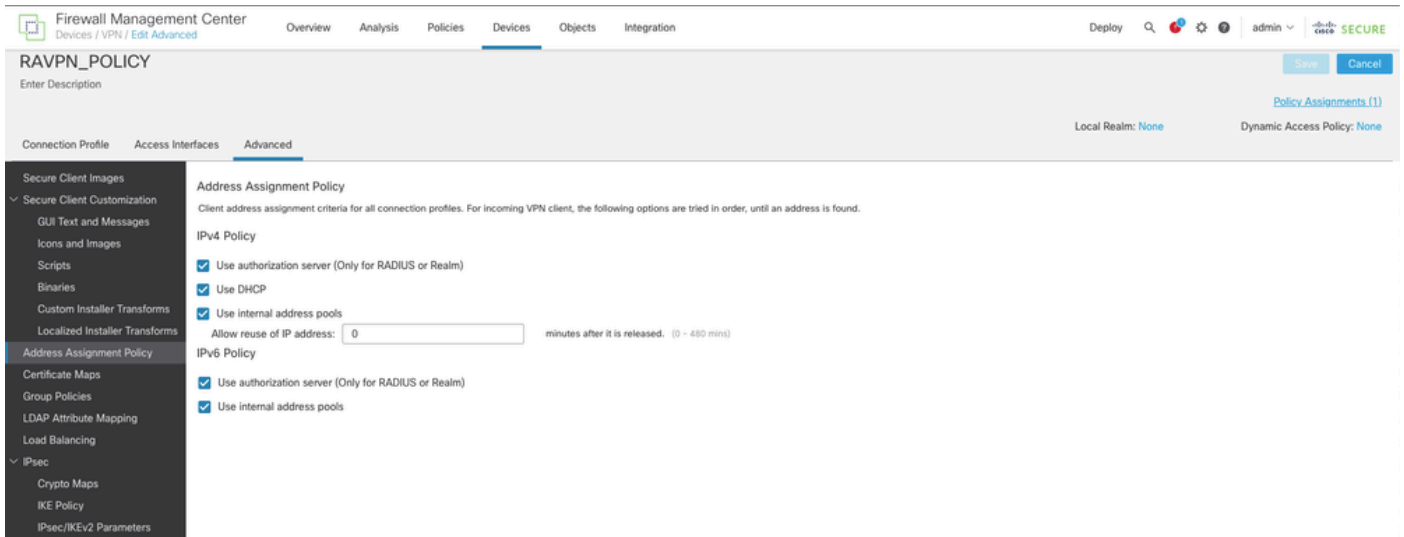 Firewall Management Center
Devices / VPN / Edit Advanced
Overview Analysis Policies Devices Objects Integration
Deploy admin cisco SECURE
RAVPN_POLICY
Save Cancel
Enter Description
Policy Assignments (1)
Local Realm: None Dynamic Access Policy: None
Connection Profile Access Interfaces Advanced
Secure Client Images
Secure Client Customization
GUI Text and Messages
Icons and Images
Scripts
Binaries
Custom Installer Transforms
Localized Installer Transforms
Address Assignment Policy
Certificate Maps
Group Policies
LDAP Attribute Mapping
Load Balancing
IPsec
Crypto Maps
IKE Policy
IPsec/IKEv2 Parameters
Address Assignment Policy
Client address assignment criteria for all connection profiles. For incoming VPN client, the following options are tried in order, until an address is found.
IPv4 Policy
Use authorization server (Only for RADIUS or Realm)
Use DHCP
Use internal address pools
Allow reuse of IP address: 0 minutes after it is released. (0 - 480 mins)
IPv6 Policy
Use authorization server (Only for RADIUS or Realm)
Use internal address pools